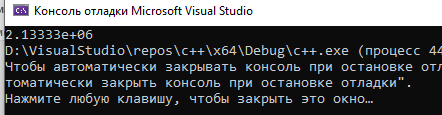 Консоль отладки Microsoft Visual Studio
2.13333e+06
D:\VisualStudio\repos\c++\x64\Debug\c++.exe (процесс 44
Чтобы автоматически закрывать консоль при остановке отл
томатически закрыть консоль при остановке отладки".
Нажмите любую клавишу, чтобы закрыть это окно…